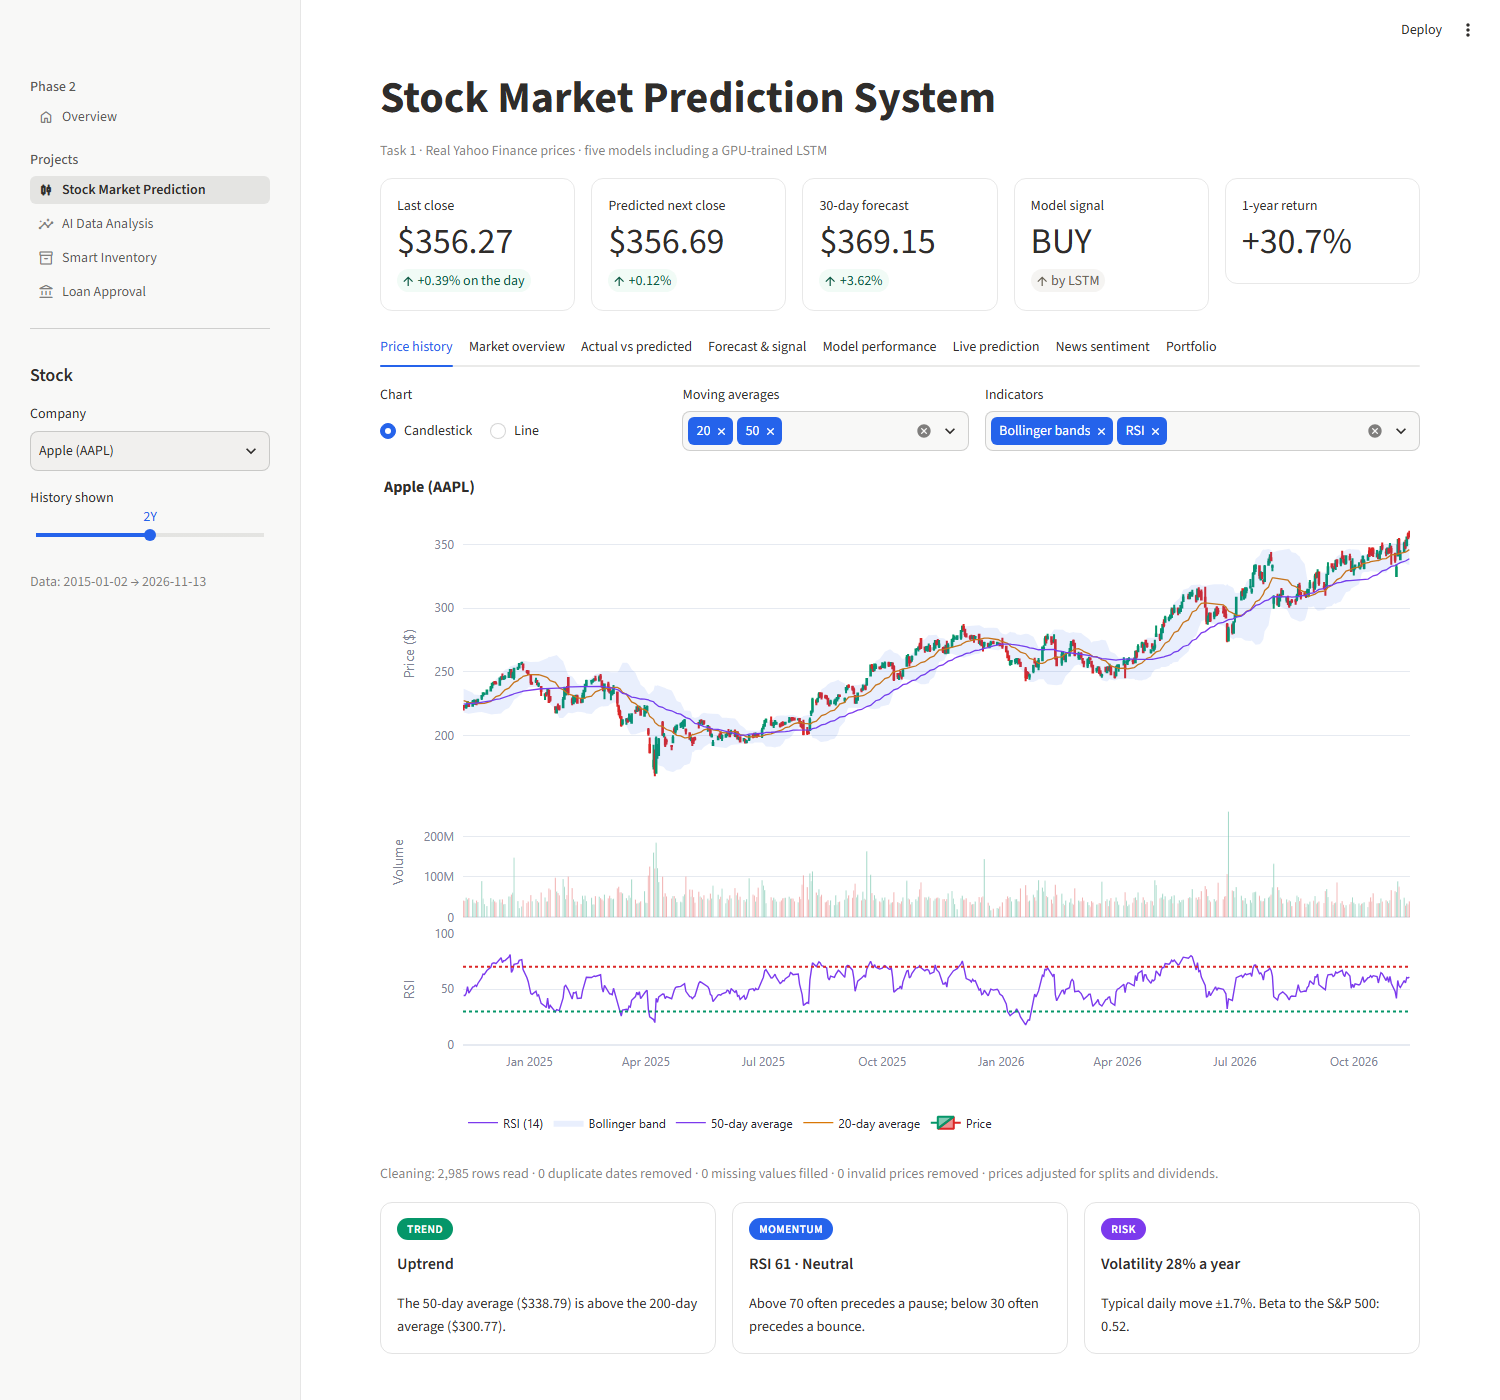 Deploy
Phase 2
Overview
Projects
Stock Market Prediction
AI Data Analysis
Smart Inventory
Loan Approval
Stock
Company
Apple (AAPL)
History shown
2Y
Data: 2015-01-02 → 2026-11-13
Stock Market Prediction System
Task 1 · Real Yahoo Finance prices · five models including a GPU-trained LSTM
Last close
$356.27
↑ +0.39% on the day
Predicted next close
$356.69
↑ +0.12%
30-day forecast
$369.15
↑ +3.62%
Model signal
BUY
↑ by LSTM
1-year return
+30.7%
Price history Market overview Actual vs predicted Forecast & signal Model performance Live prediction News sentiment Portfolio
Chart
Candlestick Line
Moving averages
20 × 50 ×
Indicators
Bollinger bands × RSI ×
Apple (AAPL)
Price ($)
350
300
250
200
Volume
200M
100M
0
RSI
100
50
0
Jan 2025 Apr 2025 Jul 2025 Oct 2025 Jan 2026 Apr 2026 Jul 2026 Oct 2026
RSI (14) Bollinger band 50-day average 20-day average Price
Cleaning: 2,985 rows read · 0 duplicate dates removed · 0 missing values filled · 0 invalid prices removed · prices adjusted for splits and dividends.
TREND
Uptrend
The 50-day average ($338.79) is above the 200-day
average ($300.77).
MOMENTUM
RSI 61 · Neutral
Above 70 often precedes a pause; below 30 often
precedes a bounce.
RISK
Volatility 28% a year
Typical daily move ±1.7%. Beta to the S&P 500:
0.52.